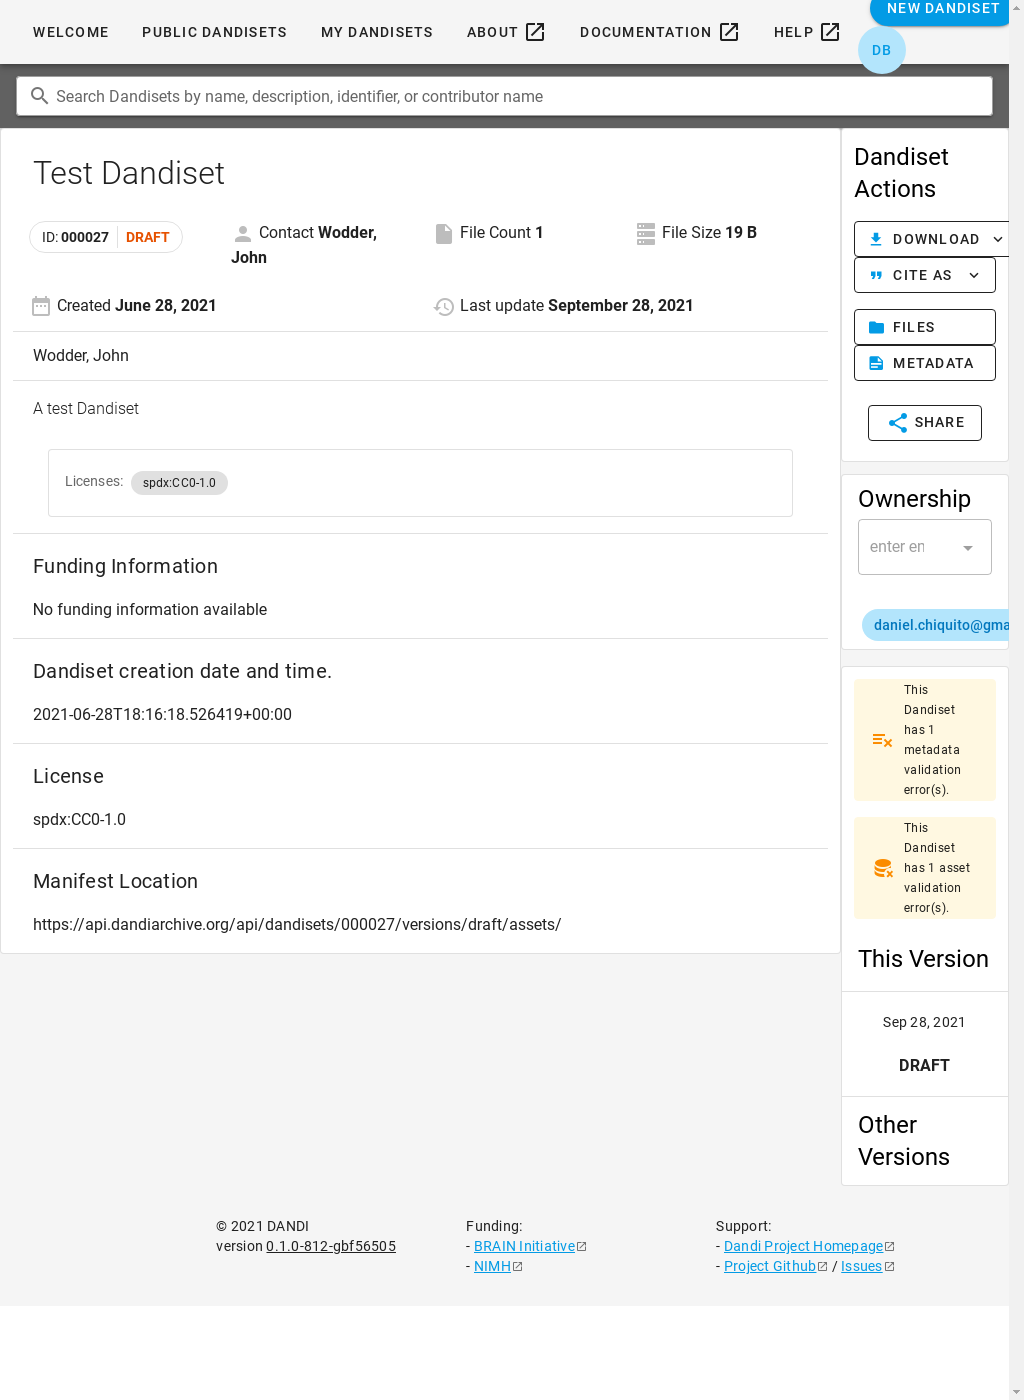 WELCOME PUBLIC DANDISETS MY DANDISETS ABOUT DOCUMENTATION HELP NEW DANDISET
DB
Search Dandisets by name, description, identifier, or contributor name
Test Dandiset
ID: 000027 DRAFT
Contact Wodder, John
File Count 1
File Size 19 B
Created June 28, 2021
Last update September 28, 2021
Wodder, John
A test Dandiset
Licenses: spdx:CC0-1.0
Funding Information
No funding information available
Dandiset creation date and time.
2021-06-28T18:16:18.526419+00:00
License
spdx:CC0-1.0
Manifest Location
https://api.dandiarchive.org/api/dandisets/000027/versions/draft/assets/
Dandiset
Actions
DOWNLOAD
CITE AS
FILES
METADATA
SHARE
Ownership
enter en
daniel.chiquito@gma
This
Dandiset
has 1
metadata
validation
error(s).
This
Dandiset
has 1 asset
validation
error(s).
This Version
Sep 28, 2021
DRAFT
Other
Versions
© 2021 DANDI
version 0.1.0-812-gbf56505
Funding:
- BRAIN Initiative
- NIMH
Support:
- Dandi Project Homepage
- Project Github / Issues